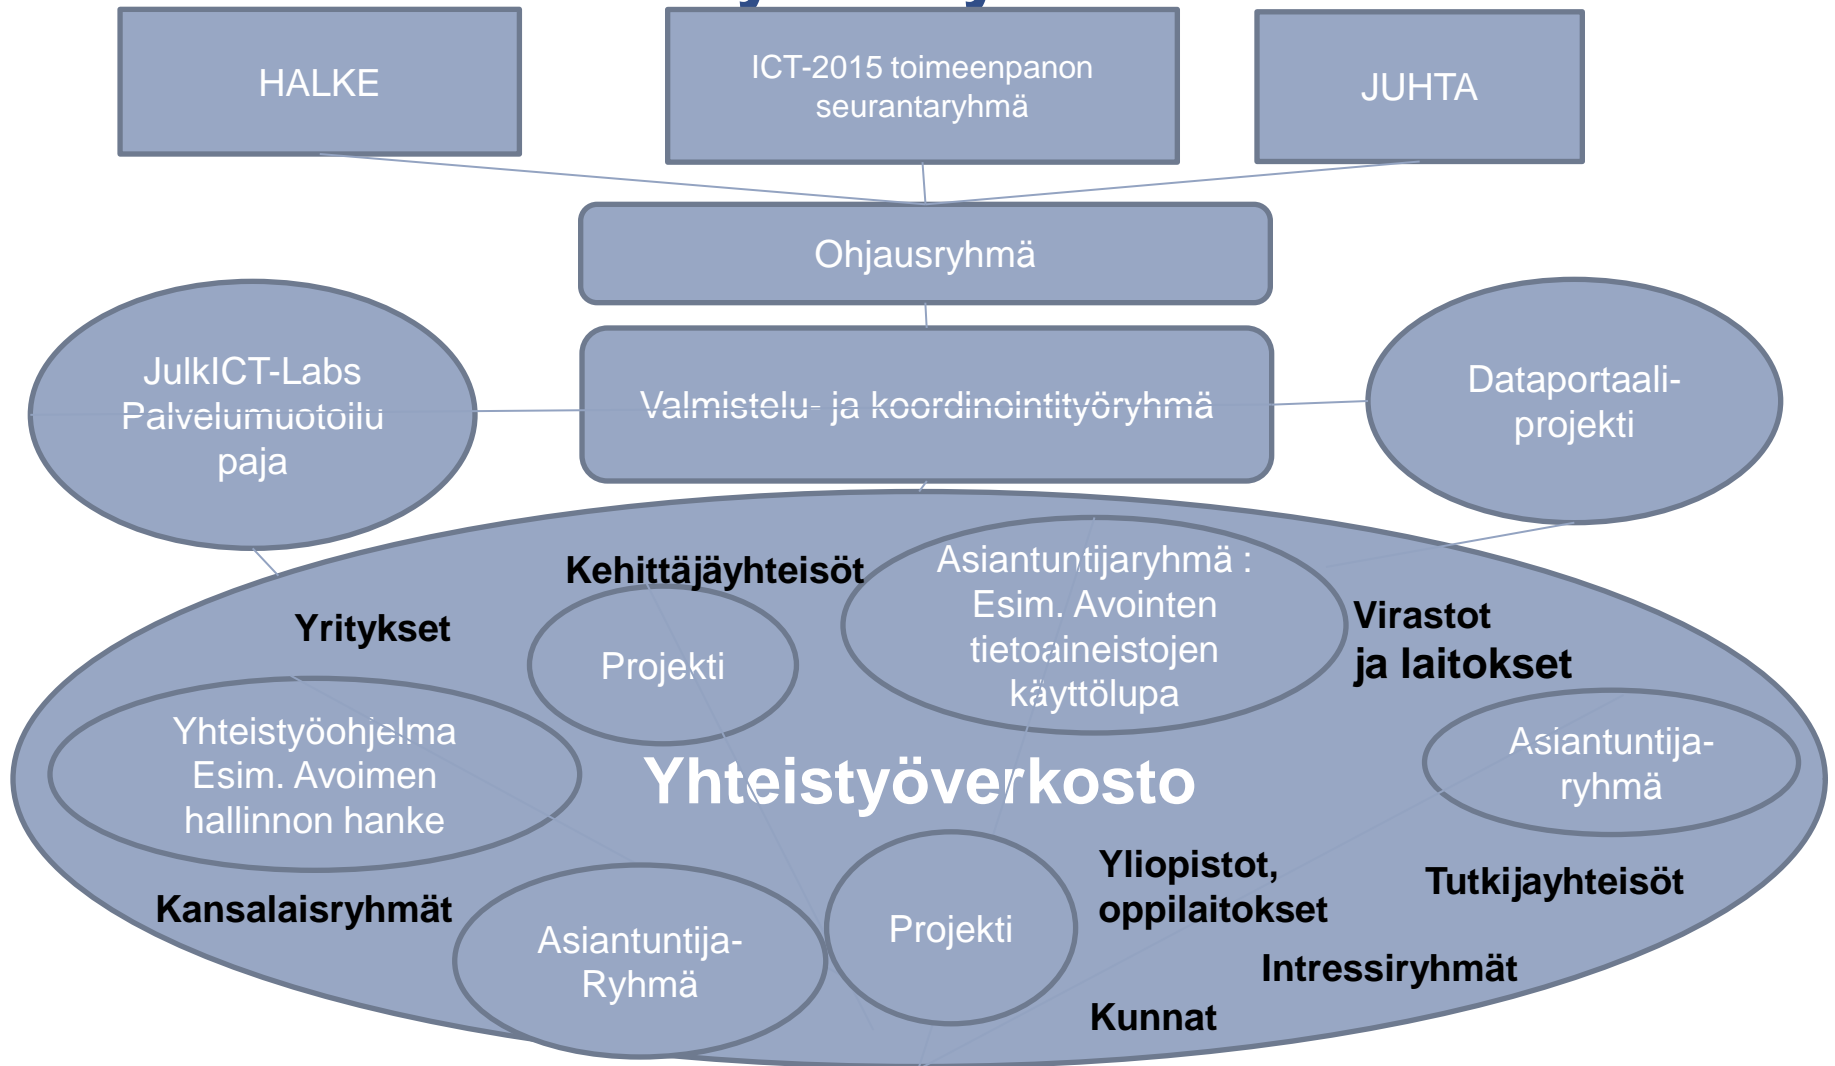 HALKE
ICT-2015 toimeenpanon
seurantaryhmä
JUHTA
Ohjausryhmä
JulkICT-Labs
Palvelumuotoilu
paja
Valmistelu- ja koordinointityöryhmä
Dataportaali-
projekti
Kehittäjäyhteisöt
Asiantuntijaryhmä :
Esim. Avointen
tietoaineistojen
käyttölupa
Yritykset
Projekti
Virastot
ja laitokset
Yhteistyöohjelma
Esim. Avoimen
hallinnon hanke
Yhteistyöverkosto
Asiantuntija-
ryhmä
Kansalaisryhmät
Asiantuntija-
Ryhmä
Projekti
Yliopistot,
oppilaitokset
Tutkijayhteisöt
Intressiryhmät
Kunnat